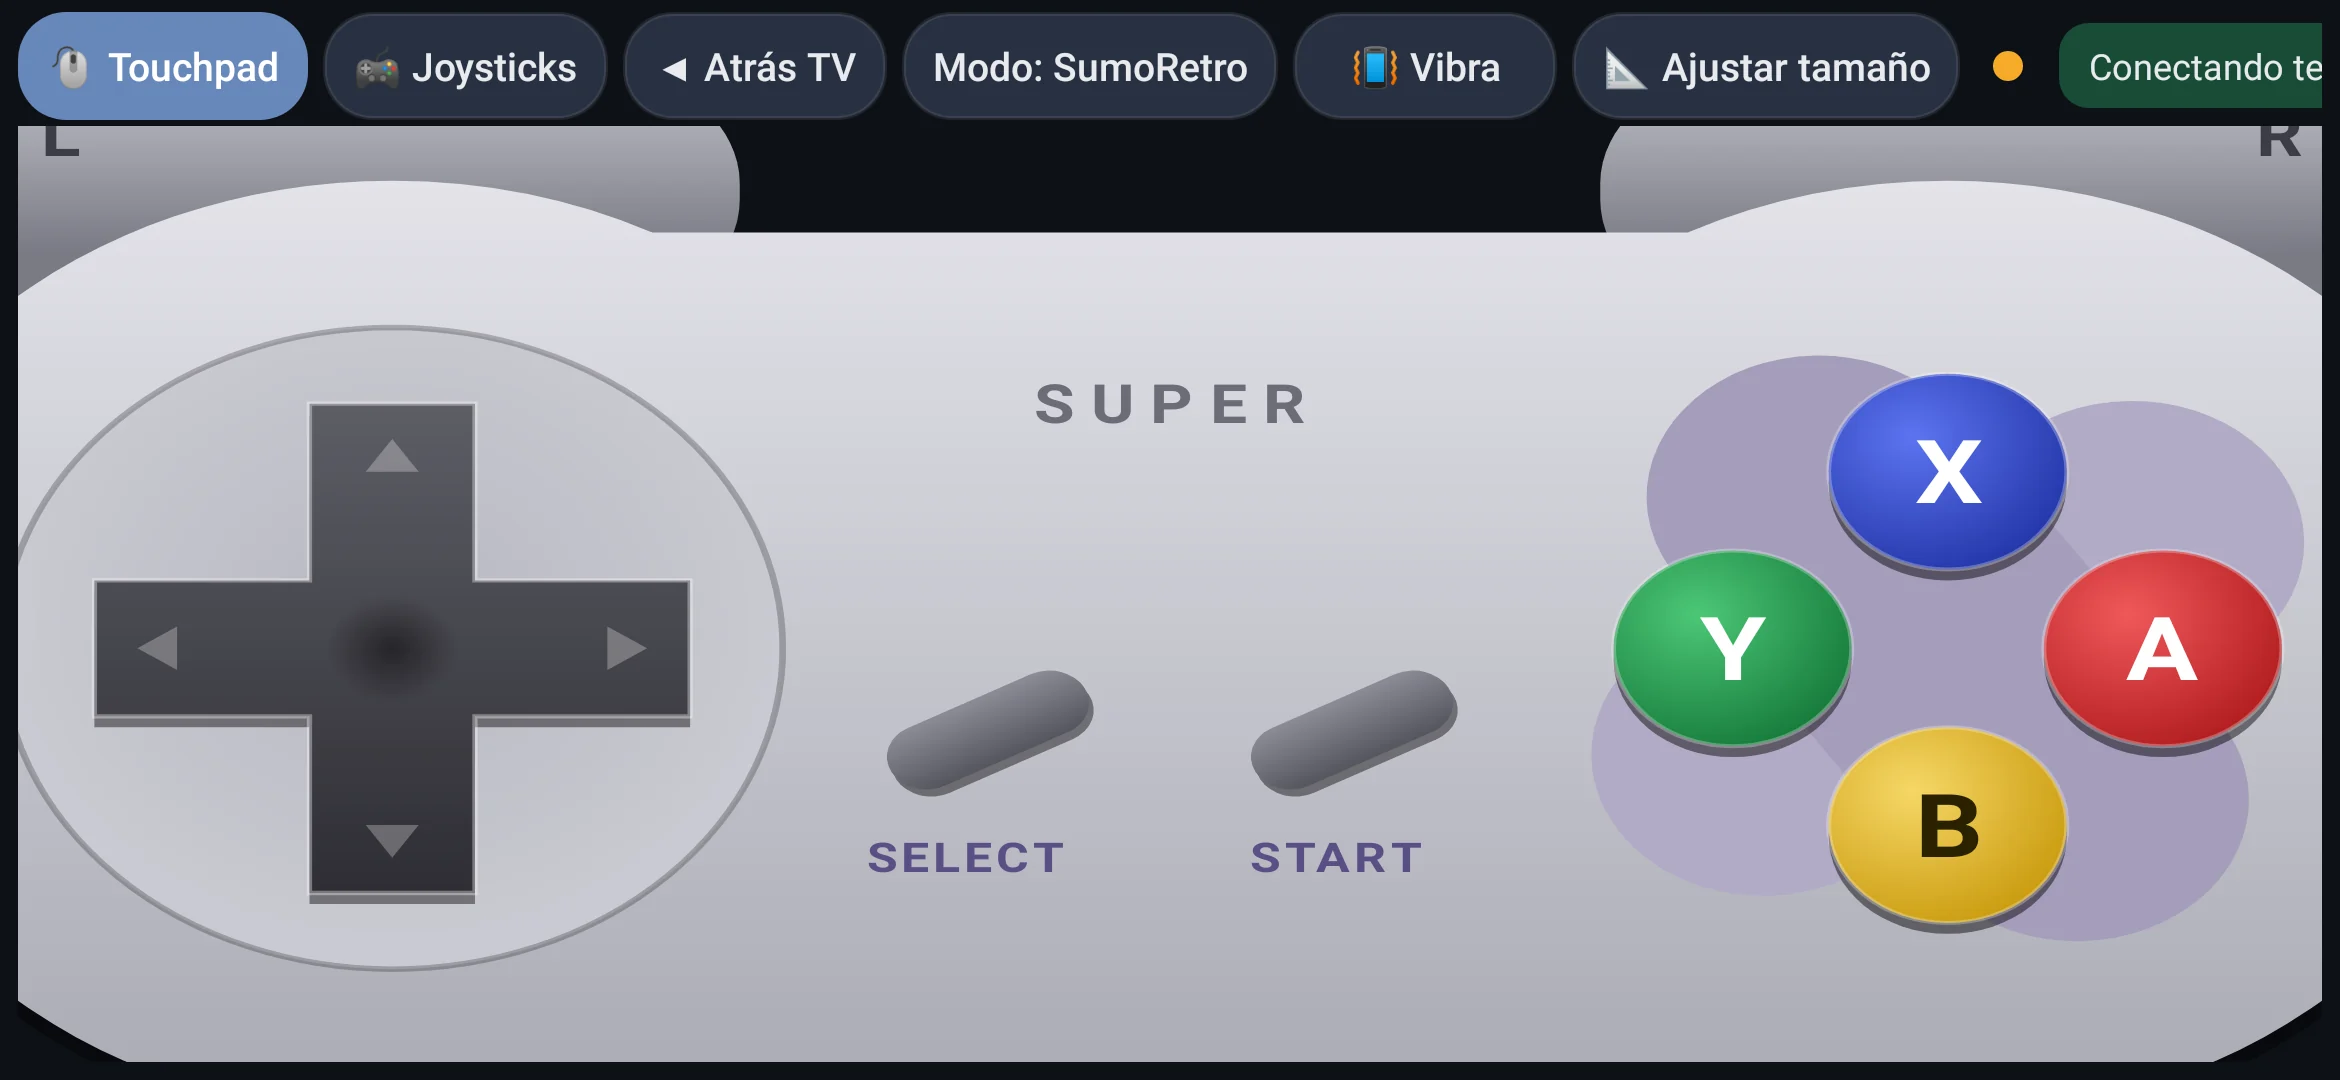 Touchpad
Joysticks
◀ Atrás TV
Modo: SumoRetro
Vibra
Ajustar tamaño
Conectando te
L
R
SUPER
X
Y
A
B
SELECT
START